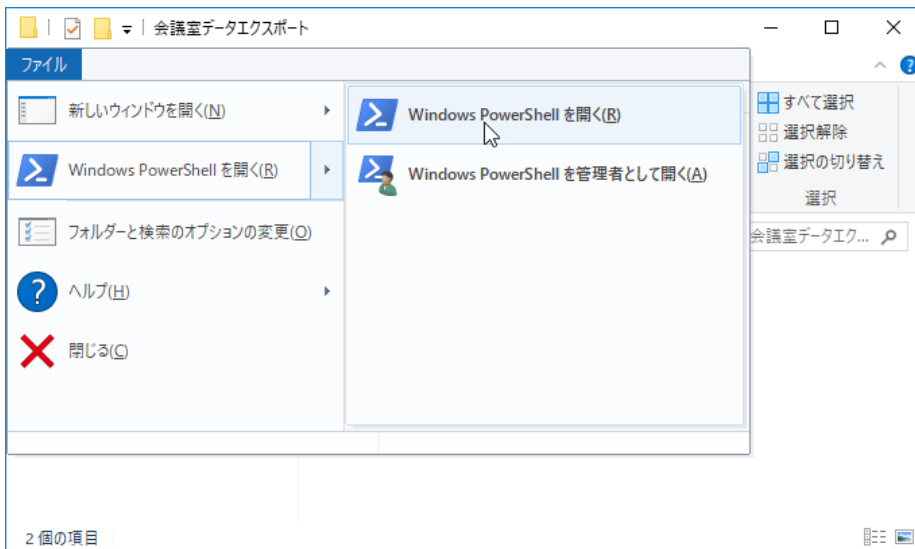 会議室データエクスポート
ファイル
新しいウィンドウを開く(N)
Windows PowerShell を開く(R)
フォルダーと検索のオプションの変更(O)
ヘルプ(H)
閉じる(C)
Windows PowerShell を開く(R)
Windows PowerShell を管理者として開く(A)
すべて選択
選択解除
選択の切り替え
選択
会議室データエク...
2 個の項目